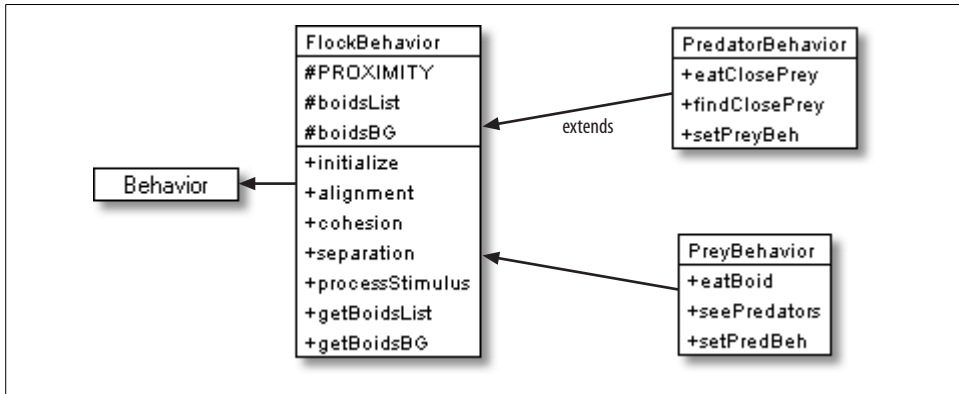 Behavior
FlockBehavior
#PROXIMITY
#boidsList
#boidsBG
+initialize
+alignment
+cohesion
+separation
+processStimulus
+getBoidsList
+getBoidsBG
extends
PredatorBehavior
+eatClosePrey
+findClosePrey
+setPreyBeh
PreyBehavior
+eatBoid
+seePredators
+setPredBeh